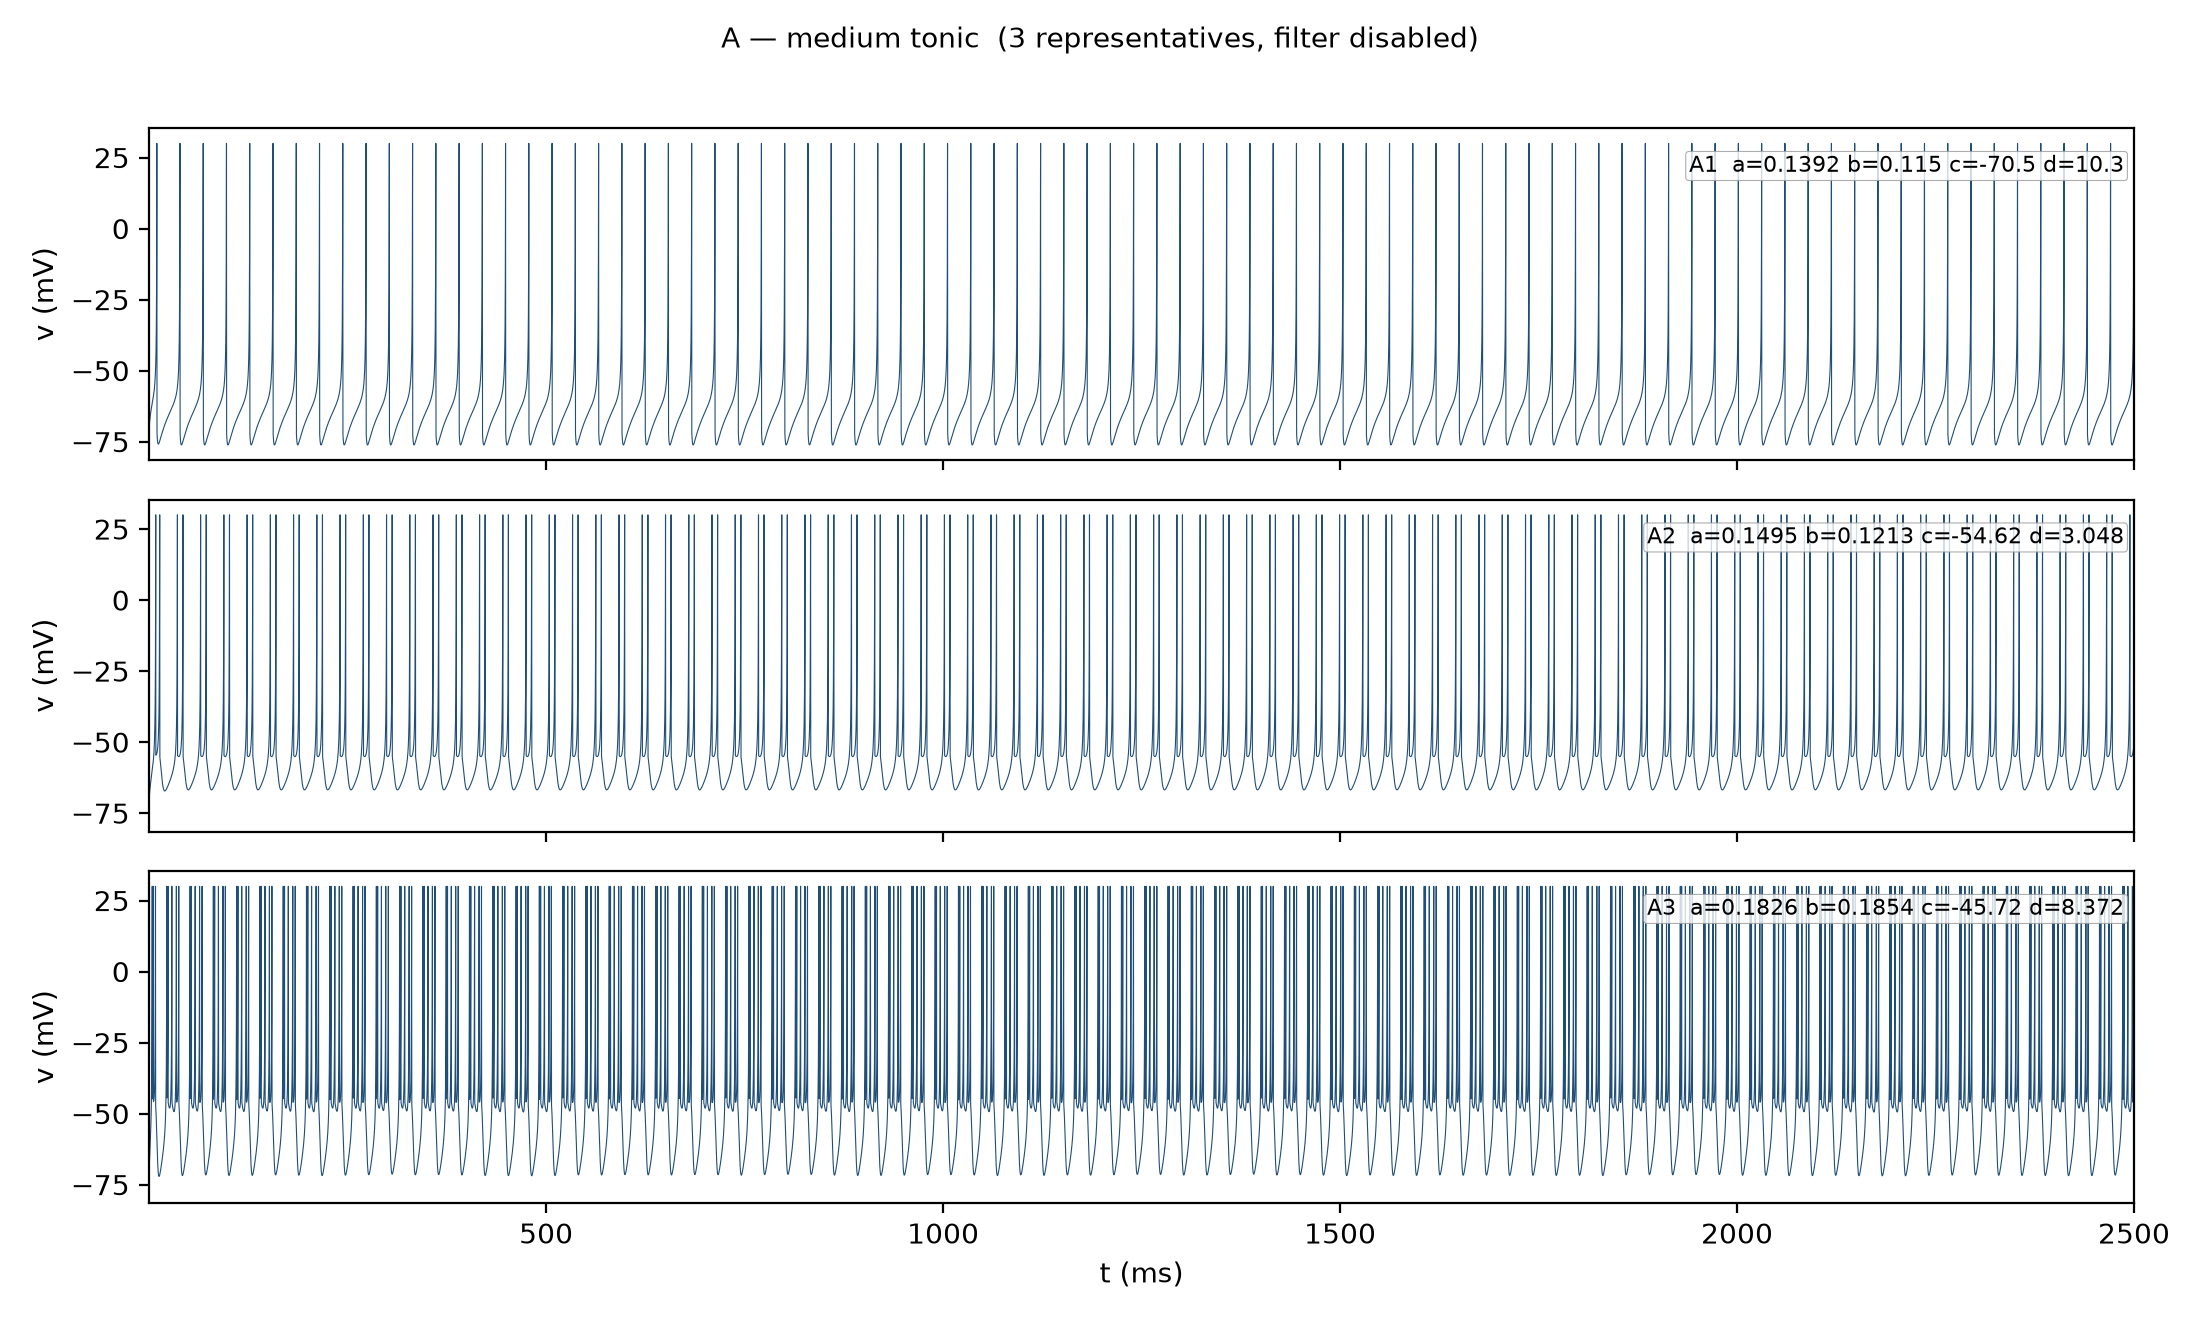 A — medium tonic (3 representatives, filter disabled)
25
0
−25
−50
−75
v (mV)
A1 a=0.1392 b=0.115 c=-70.5 d=10.3
25
0
−25
−50
−75
v (mV)
A2 a=0.1495 b=0.1213 c=-54.62 d=3.048
25
0
−25
−50
−75
v (mV)
A3 a=0.1826 b=0.1854 c=-45.72 d=8.372
500 1000 1500 2000 2500
t (ms)